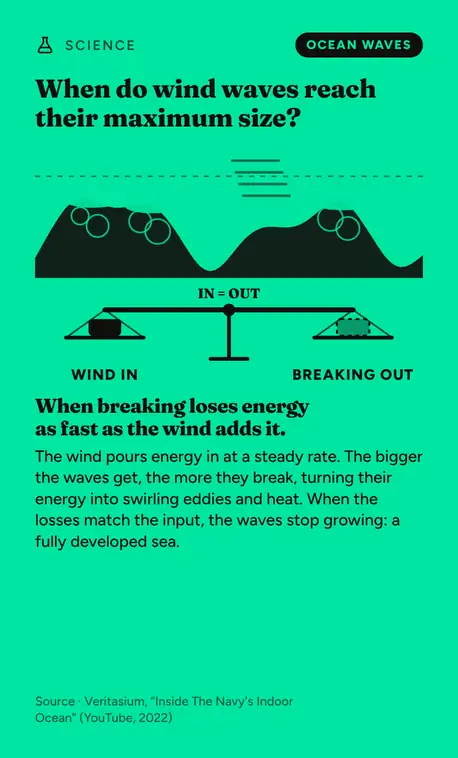 SCIENCE
OCEAN WAVES
When do wind waves reach
their maximum size?
IN = OUT
WIND IN
BREAKING OUT
When breaking loses energy
as fast as the wind adds it.
The wind pours energy in at a steady rate. The bigger
the waves get, the more they break, turning their
energy into swirling eddies and heat. When the
losses match the input, the waves stop growing: a
fully developed sea.
Source · Veritasium, “Inside The Navy's Indoor
Ocean” (YouTube, 2022)